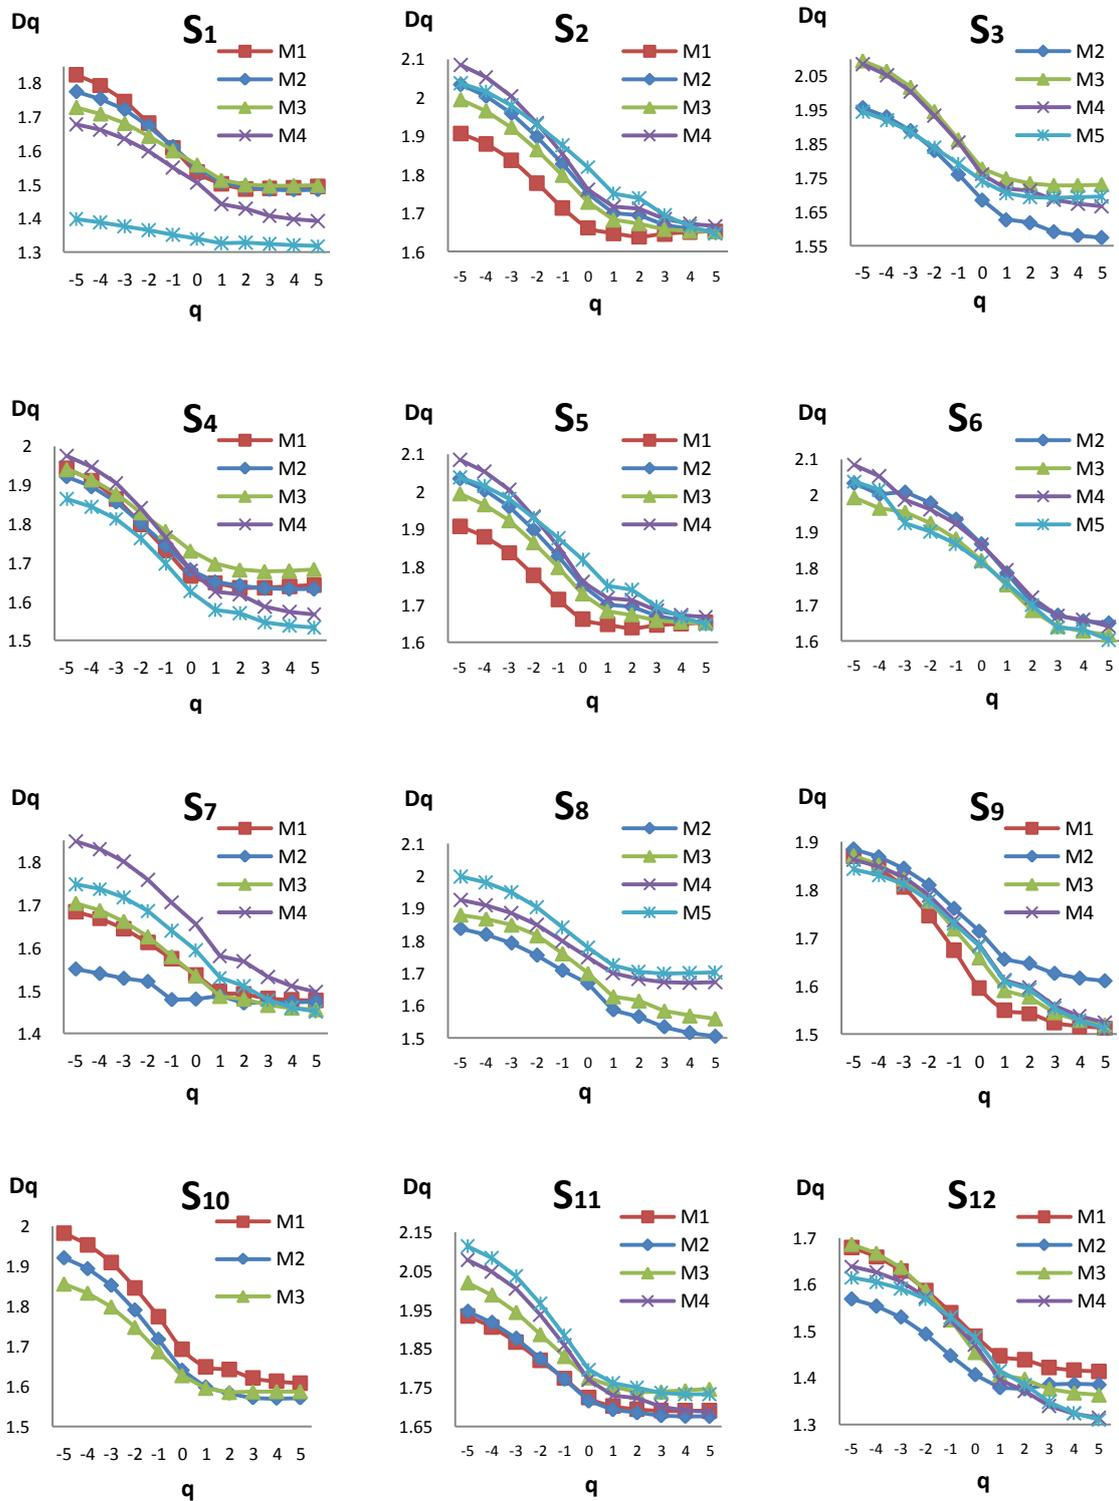 Dq
S1
M1
M2
M3
M4
1.8
1.7
1.6
1.5
1.4
1.3
-5 -4 -3 -2 -1 0 1 2 3 4 5
q
Dq
S2
M1
M2
M3
M4
2.1
2
1.9
1.8
1.7
1.6
-5 -4 -3 -2 -1 0 1 2 3 4 5
q
Dq
S3
M2
M3
M4
M5
2.05
1.95
1.85
1.75
1.65
1.55
-5 -4 -3 -2 -1 0 1 2 3 4 5
q
Dq
S4
M1
M2
M3
M4
2
1.9
1.8
1.7
1.6
1.5
-5 -4 -3 -2 -1 0 1 2 3 4 5
q
Dq
S5
M1
M2
M3
M4
2.1
2
1.9
1.8
1.7
1.6
-5 -4 -3 -2 -1 0 1 2 3 4 5
q
Dq
S6
M2
M3
M4
M5
2.1
2
1.9
1.8
1.7
1.6
-5 -4 -3 -2 -1 0 1 2 3 4 5
q
Dq
S7
M1
M2
M3
M4
1.8
1.7
1.6
1.5
1.4
-5 -4 -3 -2 -1 0 1 2 3 4 5
q
Dq
S8
M2
M3
M4
M5
2.1
2
1.9
1.8
1.7
1.6
1.5
-5 -4 -3 -2 -1 0 1 2 3 4 5
q
Dq
S9
M1
M2
M3
M4
1.9
1.8
1.7
1.6
1.5
-5 -4 -3 -2 -1 0 1 2 3 4 5
q
Dq
S10
M1
M2
M3
2
1.9
1.8
1.7
1.6
1.5
-5 -4 -3 -2 -1 0 1 2 3 4 5
q
Dq
S11
M1
M2
M3
M4
2.15
2.05
1.95
1.85
1.75
1.65
-5 -4 -3 -2 -1 0 1 2 3 4 5
q
Dq
S12
M1
M2
M3
M4
1.7
1.6
1.5
1.4
1.3
-5 -4 -3 -2 -1 0 1 2 3 4 5
q